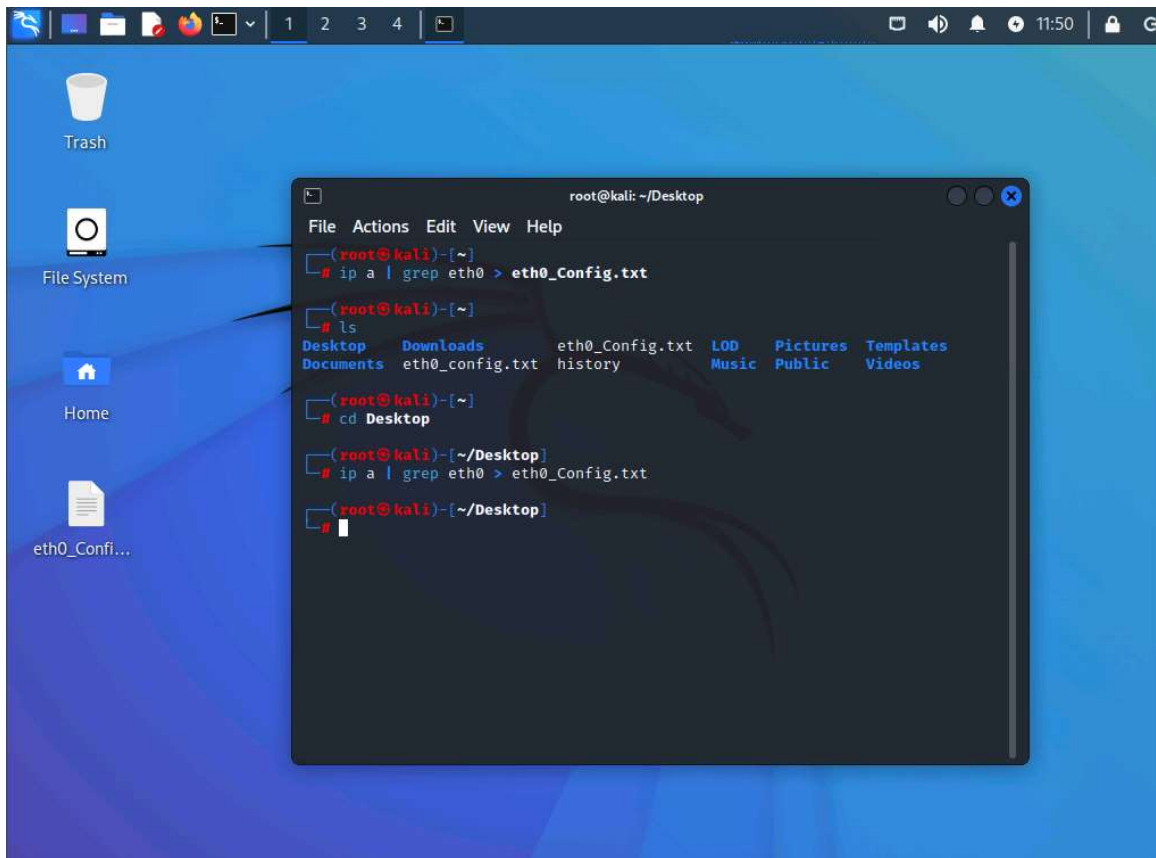 1 2 3 4 11:50
Trash
File System
Home
eth0_Confi...
root@kali: ~/Desktop
File Actions Edit View Help
┌──(root㉿kali)-[~]
└─# ip a | grep eth0 > eth0_Config.txt
┌──(root㉿kali)-[~]
└─# ls
Desktop Downloads eth0_Config.txt LOD Pictures Templates
Documents eth0_config.txt history Music Public Videos
┌──(root㉿kali)-[~]
└─# cd Desktop
┌──(root㉿kali)-[~/Desktop]
└─# ip a | grep eth0 > eth0_Config.txt
┌──(root㉿kali)-[~/Desktop]
└─#